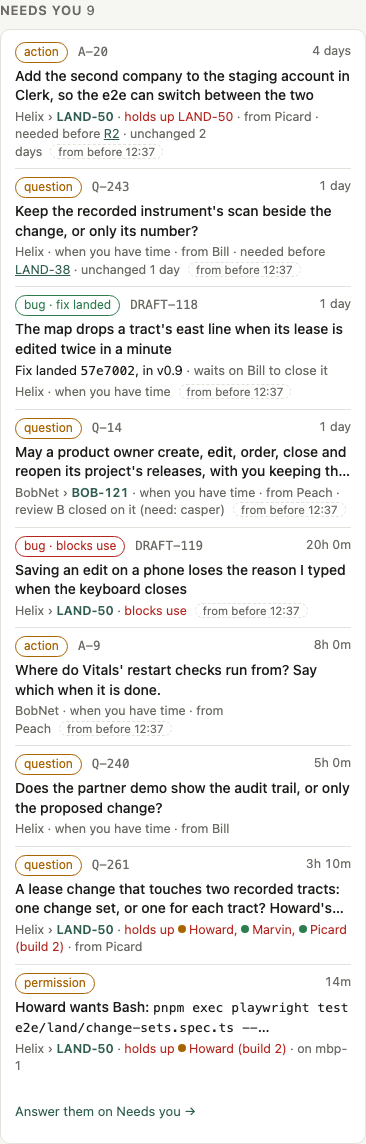 NEEDS YOU 9
action A-20 4 days
Add the second company to the staging account in
Clerk, so the e2e can switch between the two
Helix › LAND-50 · holds up LAND-50 · from Picard ·
needed before R2 · unchanged 2
days from before 12:37
question Q-243 1 day
Keep the recorded instrument's scan beside the
change, or only its number?
Helix · when you have time · from Bill · needed before
LAND-38 · unchanged 1 day from before 12:37
bug · fix landed DRAFT-118 1 day
The map drops a tract's east line when its lease is
edited twice in a minute
Fix landed 57e7002, in v0.9 · waits on Bill to close it
Helix · when you have time from before 12:37
question Q-14 1 day
May a product owner create, edit, order, close and
reopen its project's releases, with you keeping th...
BobNet › BOB-121 · when you have time · from Peach ·
review B closed on it (need: casper) from before 12:37
bug · blocks use DRAFT-119 20h 0m
Saving an edit on a phone loses the reason I typed
when the keyboard closes
Helix › LAND-50 · blocks use from before 12:37
action A-9 8h 0m
Where do Vitals' restart checks run from? Say
which when it is done.
BobNet · when you have time · from
Peach from before 12:37
question Q-240 5h 0m
Does the partner demo show the audit trail, or only
the proposed change?
Helix · when you have time · from Bill
question Q-261 3h 10m
A lease change that touches two recorded tracts:
one change set, or one for each tract? Howard's...
Helix › LAND-50 · holds up Howard, Marvin, Picard
(build 2) · from Picard
permission 14m
Howard wants Bash: pnpm exec playwright test
e2e/land/change-sets.spec.ts --...
Helix › LAND-50 · holds up Howard (build 2) · on mbp-
1
Answer them on Needs you →